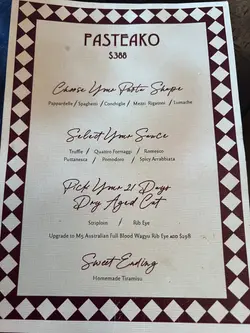 PASTEAKO
$388
Choose Your Pasta Shape
Pappardelle / Spaghetti / Conchiglie / Mezzi Rigatoni / Lumache
Select Your Sauce
Truffle / Quattro Formaggi / Romesco
Puttanesca / Pomodoro / Spicy Arrabbiata
Pick Your 21 Days
Dry Aged Cut
Striploin / Rib Eye
Upgrade to M5 Australian Full Blood Wagyu Rib Eye add $298
Sweet Ending
Homemade Tiramisu